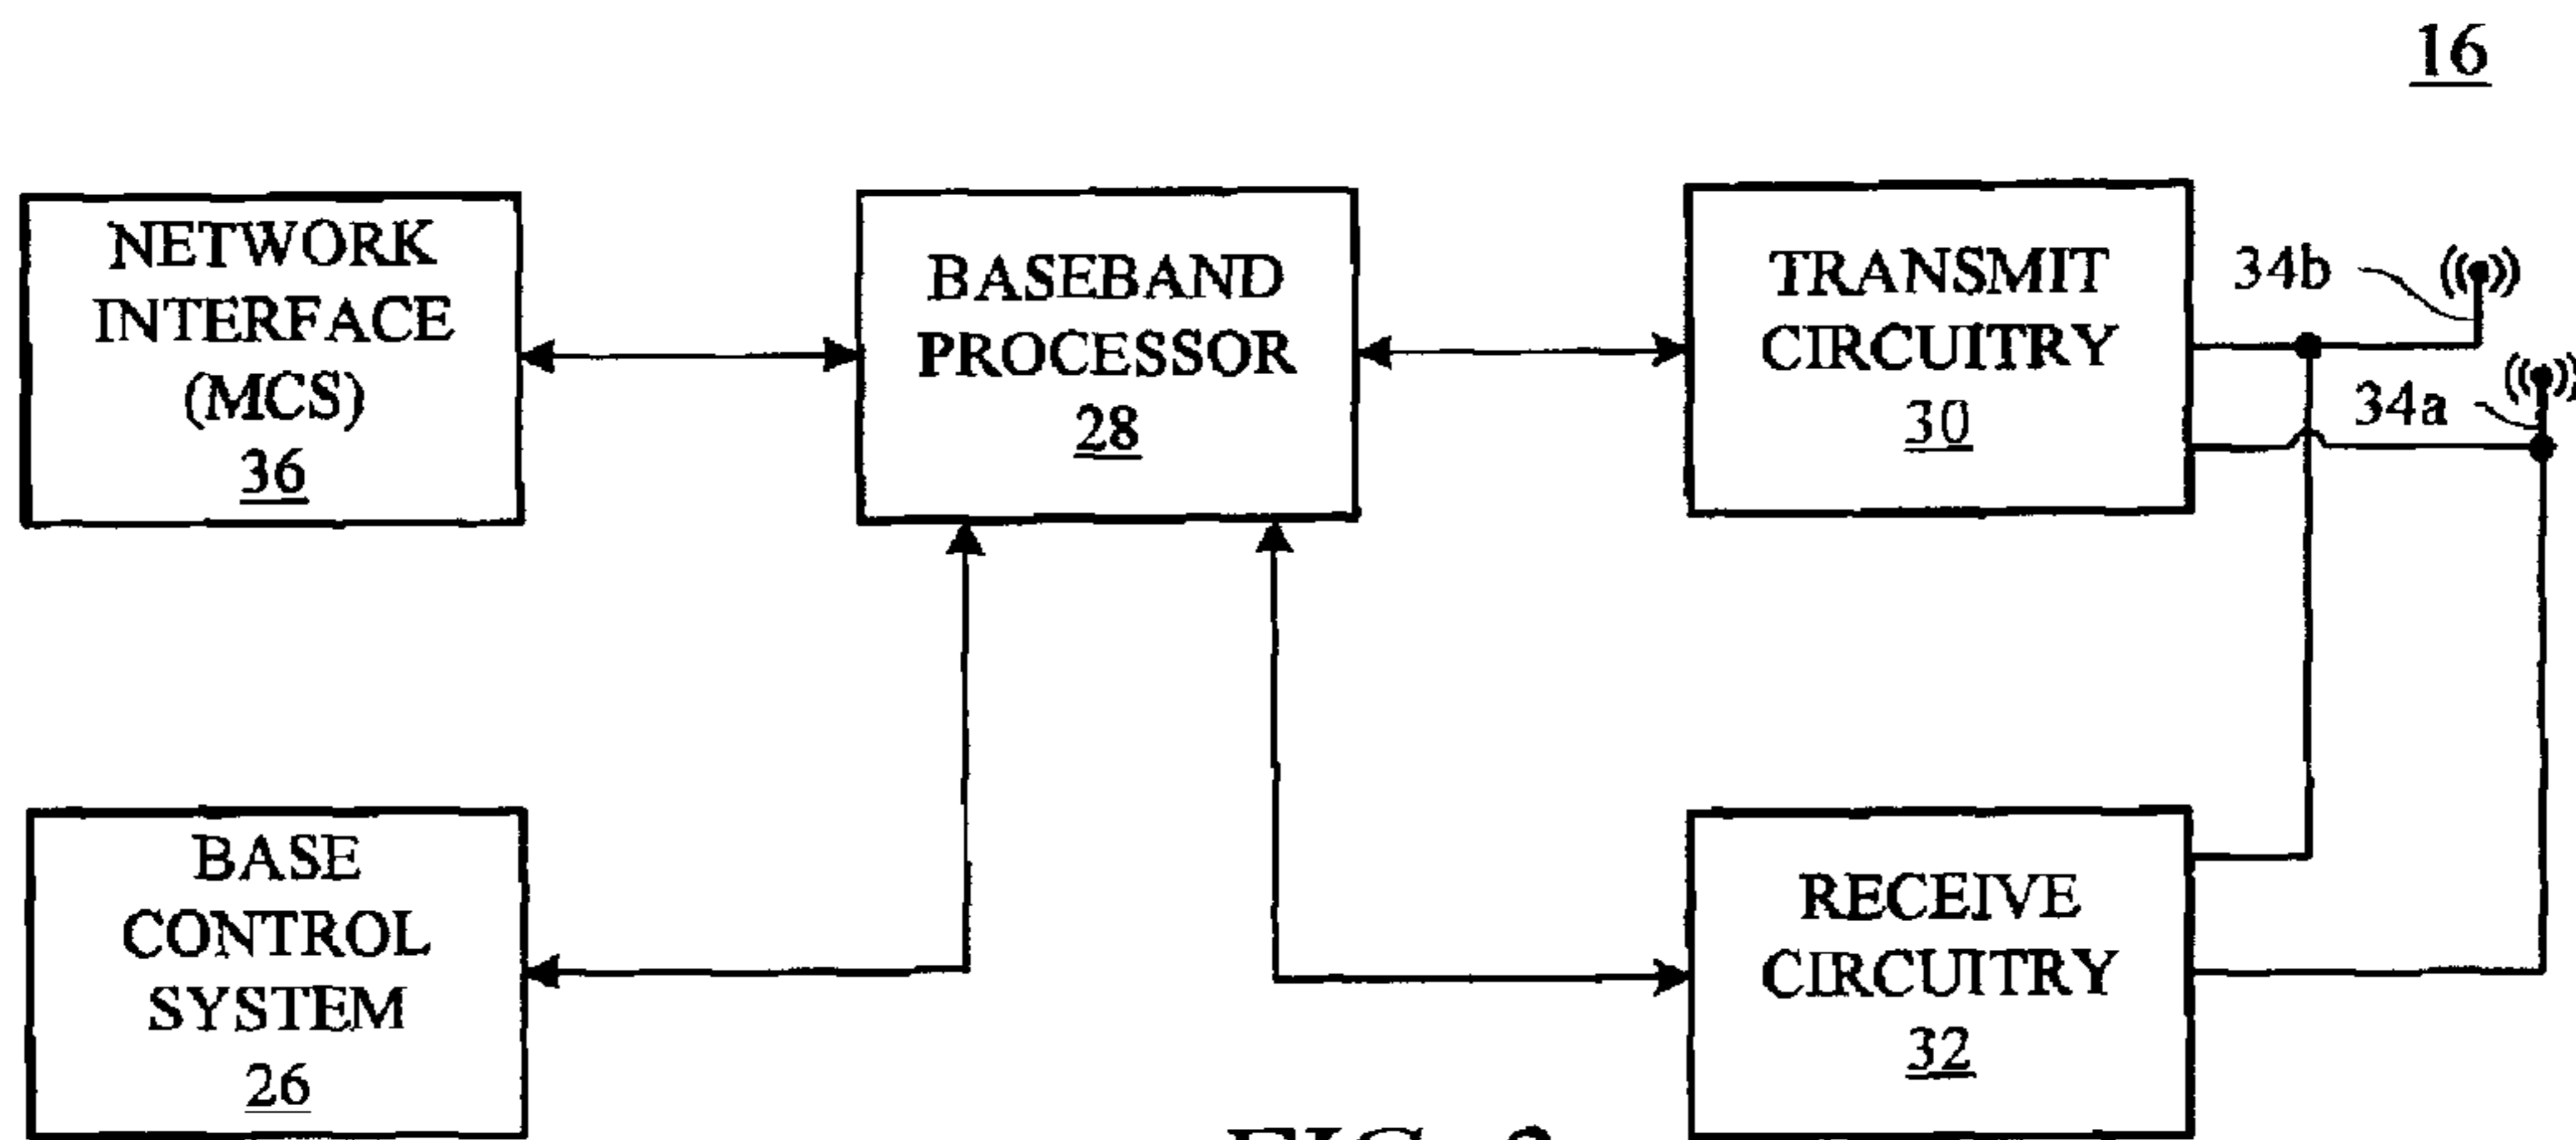 16
NETWORK
INTERFACE
(MCS)
36
BASEBAND
PROCESSOR
28
TRANSMIT
CIRCUITRY
30
34b
34a
BASE
CONTROL
SYSTEM
26
RECEIVE
CIRCUITRY
32